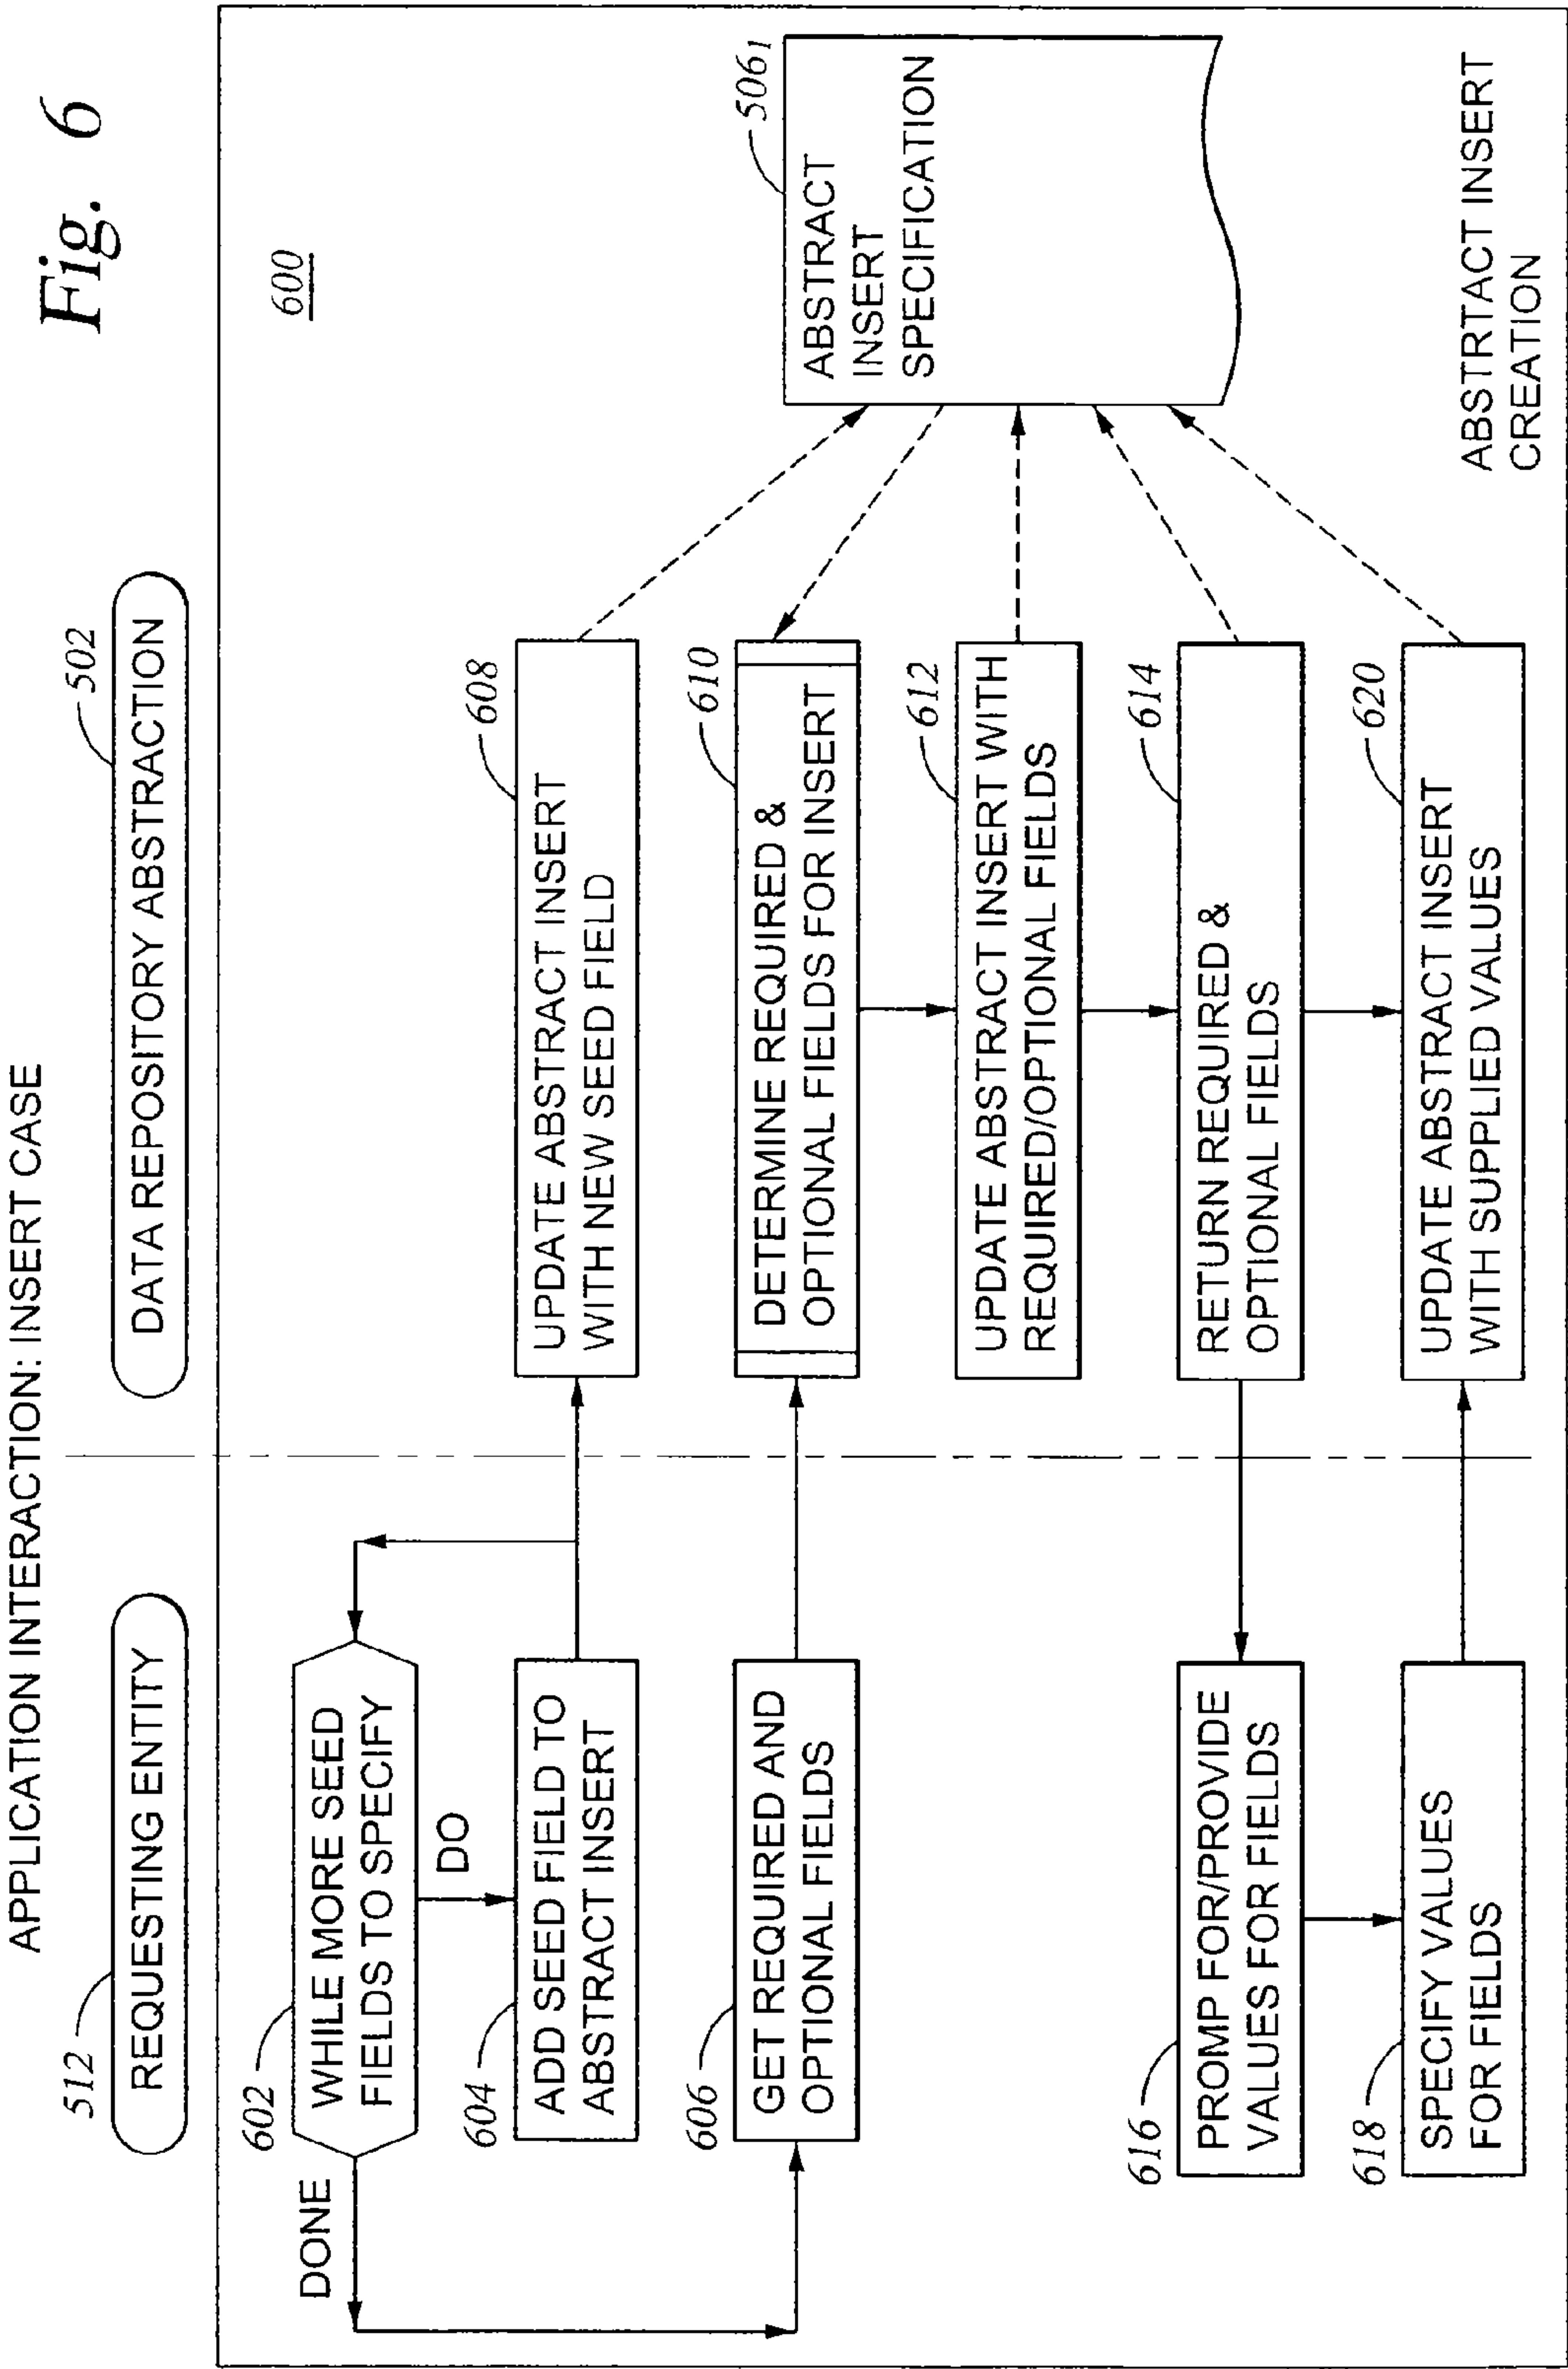 Fig. 6
APPLICATION INTERACTION: INSERT CASE
512
REQUESTING ENTITY
502
DATA REPOSITORY ABSTRACTION
600
602
WHILE MORE SEED
FIELDS TO SPECIFY
DONE
DO
604
ADD SEED FIELD TO
ABSTRACT INSERT
608
UPDATE ABSTRACT INSERT
WITH NEW SEED FIELD
606
GET REQUIRED AND
OPTIONAL FIELDS
610
DETERMINE REQUIRED &
OPTIONAL FIELDS FOR INSERT
506₁
ABSTRACT
INSERT
SPECIFICATION
612
UPDATE ABSTRACT INSERT WITH
REQUIRED/OPTIONAL FIELDS
614
RETURN REQUIRED &
OPTIONAL FIELDS
616
PROMP FOR/PROVIDE
VALUES FOR FIELDS
618
SPECIFY VALUES
FOR FIELDS
620
UPDATE ABSTRACT INSERT
WITH SUPPLIED VALUES
ABSTRTACT INSERT
CREATION